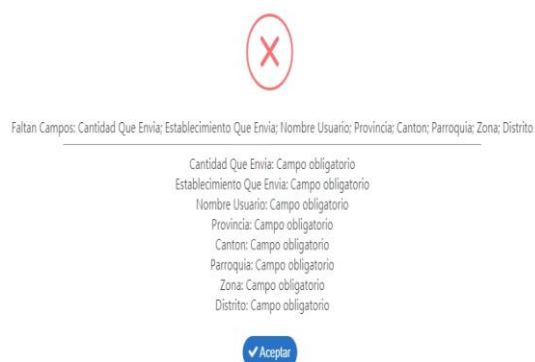 Faltan Campos: Cantidad Que Envia; Establecimiento Que Envia; Nombre Usuario; Provincia; Canton; Parroquia; Zona; Distrito
Cantidad Que Envia: Campo obligatorio
Establecimiento Que Envia: Campo obligatorio
Nombre Usuario: Campo obligatorio
Provincia: Campo obligatorio
Canton: Campo obligatorio
Parroquia: Campo obligatorio
Zona: Campo obligatorio
Distrito: Campo obligatorio
Aceptar